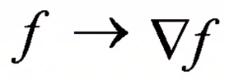 f → ∇f